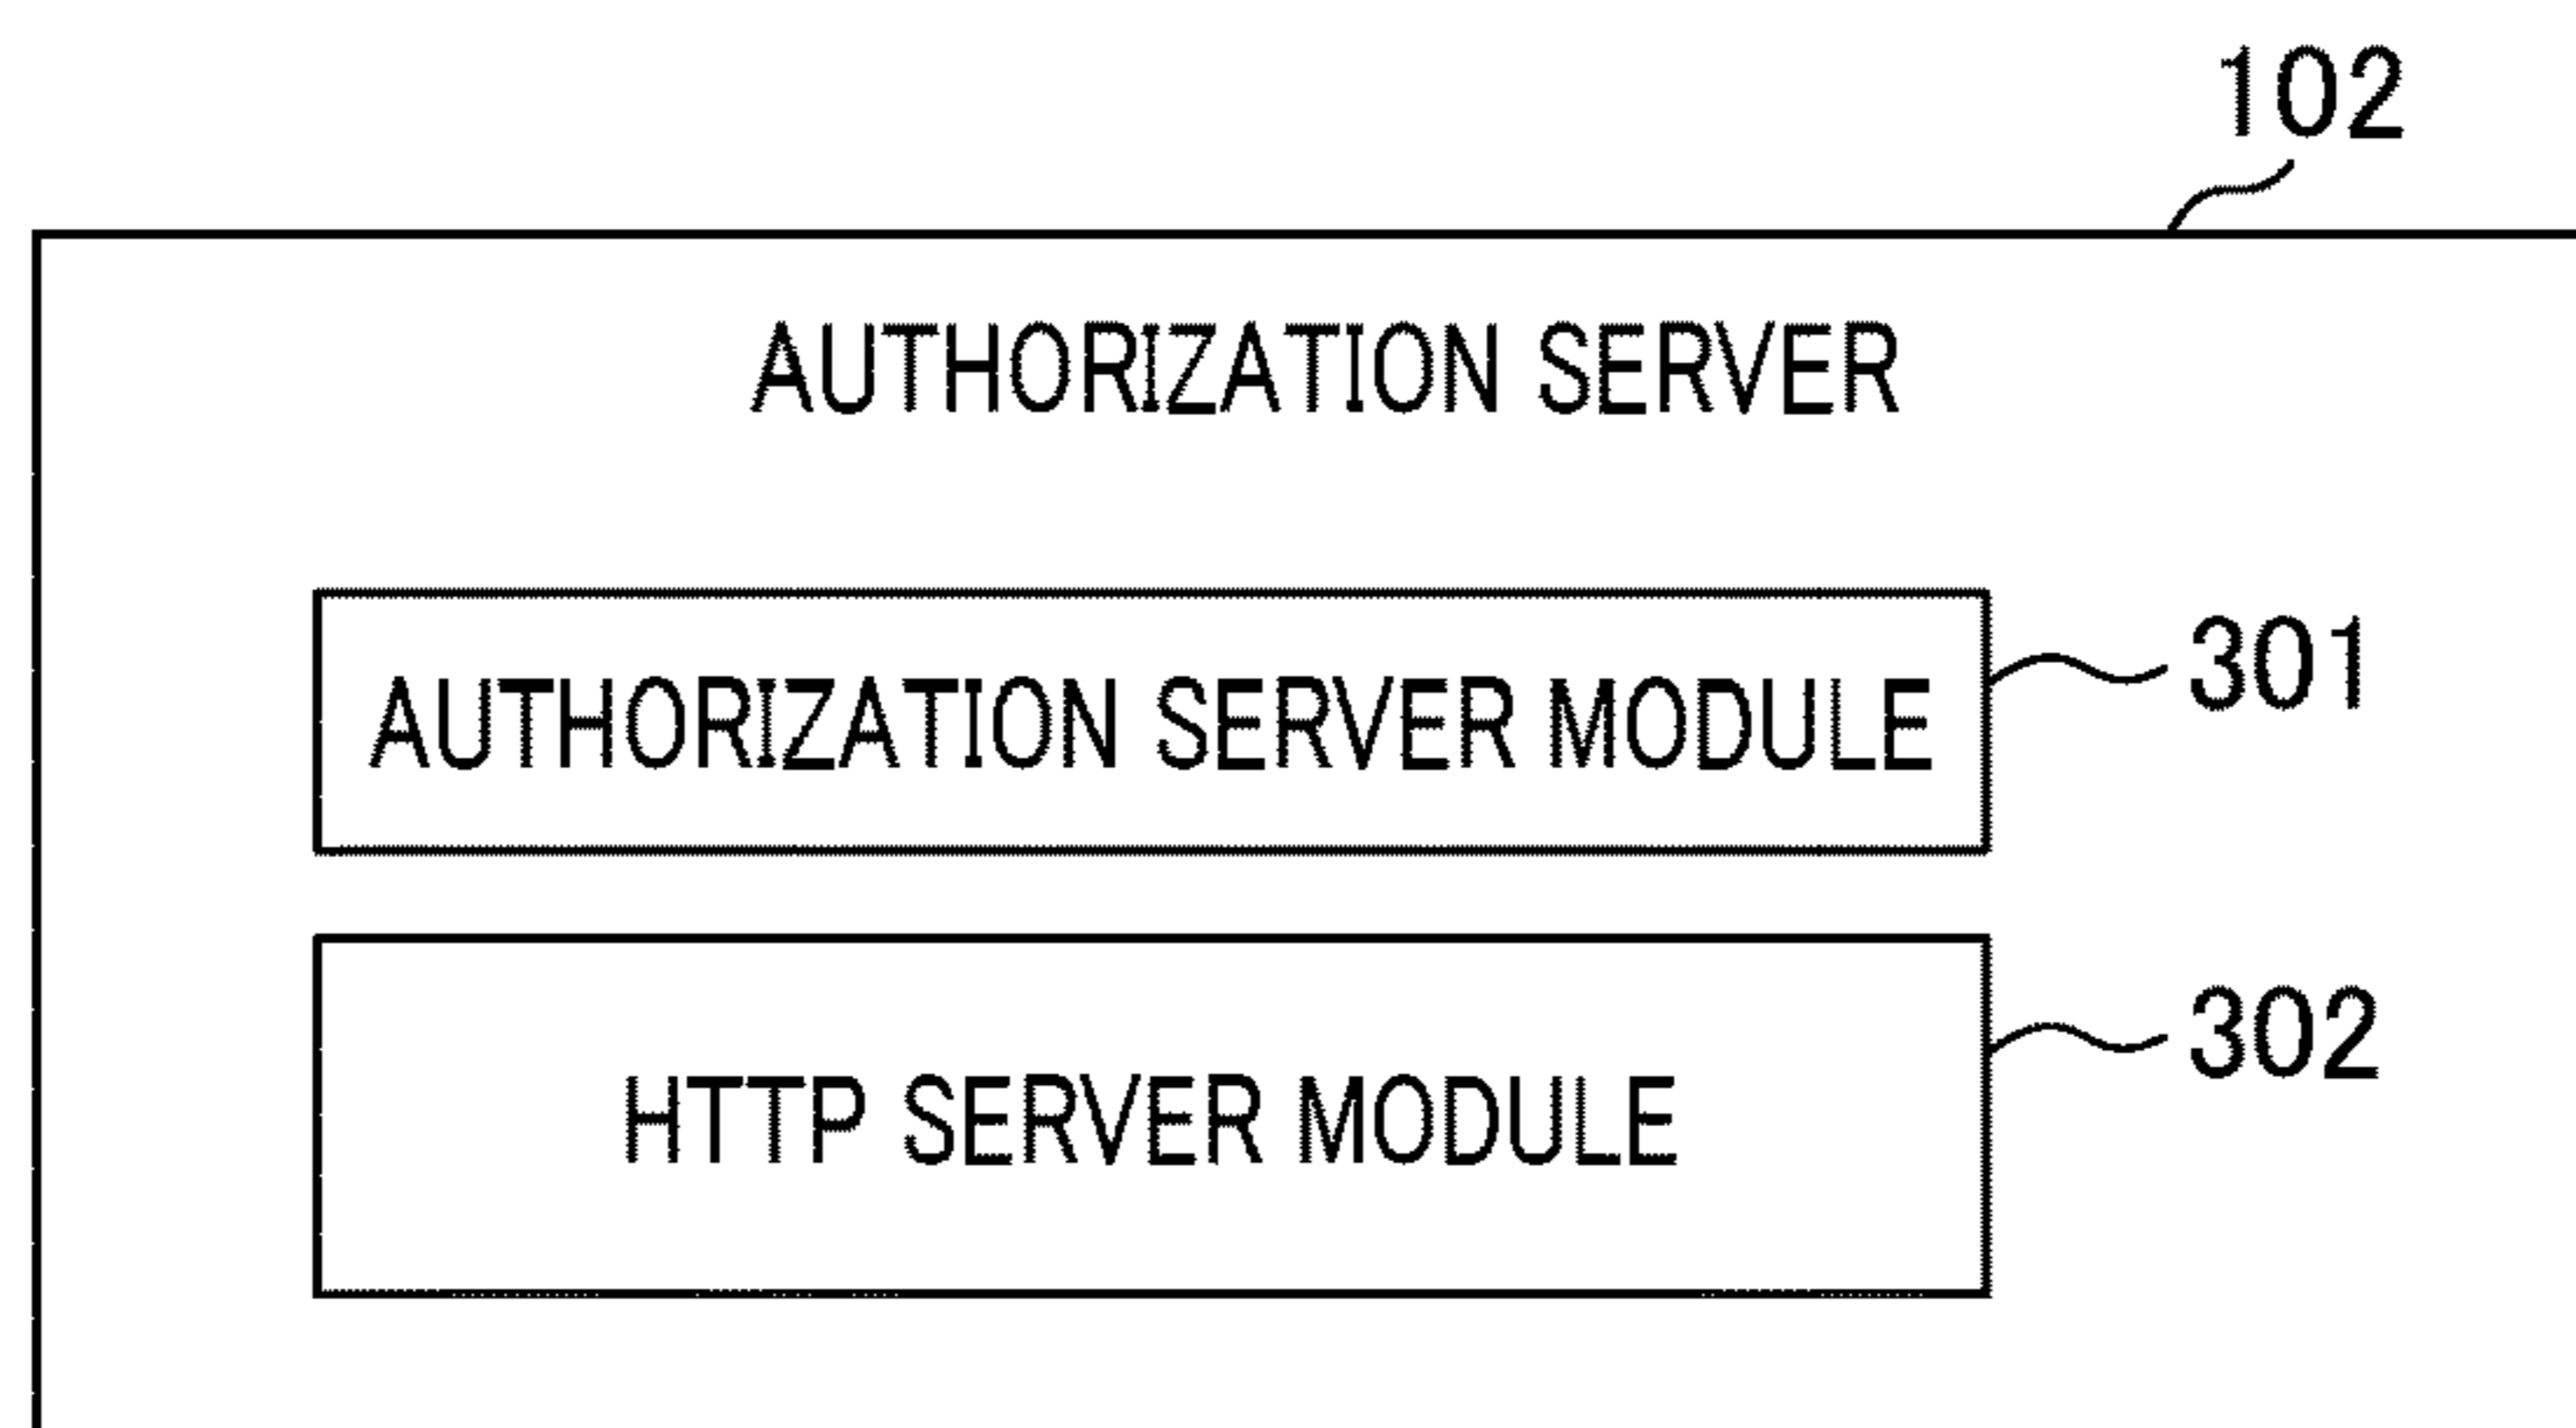 102
AUTHORIZATION SERVER
AUTHORIZATION SERVER MODULE
301
HTTP SERVER MODULE
302